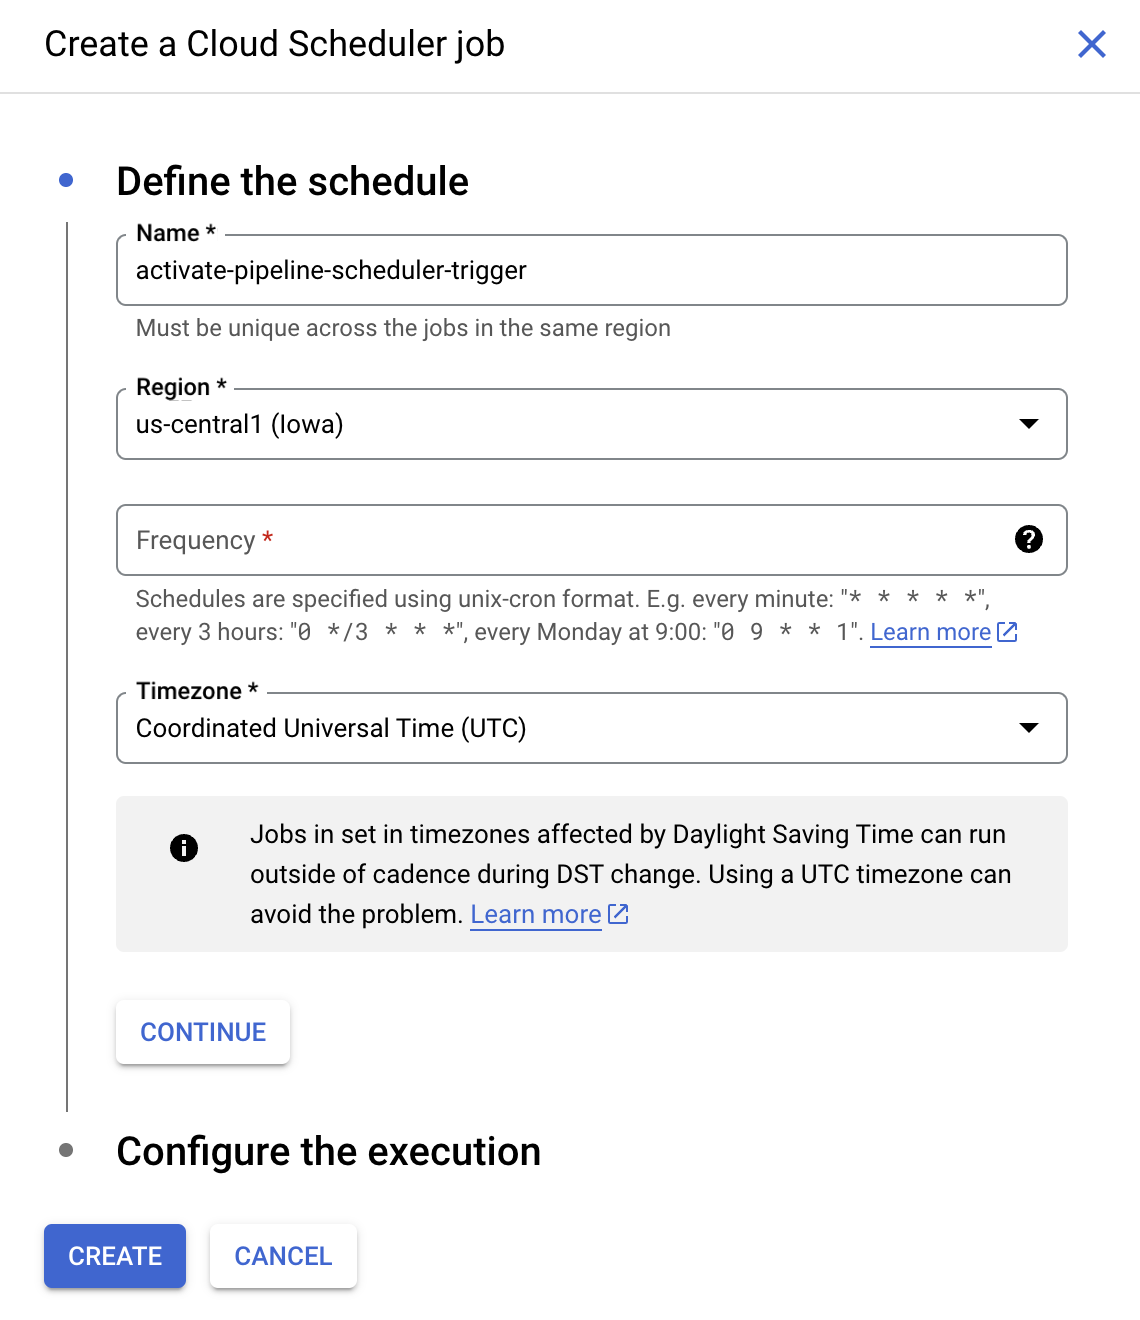 Create a Cloud Scheduler job
Define the schedule
Name *
activate-pipeline-scheduler-trigger
Must be unique across the jobs in the same region
Region *
us-central1 (Iowa)
Frequency *
Schedules are specified using unix-cron format. E.g. every minute: "* * * * *",
every 3 hours: "0 */3 * * *", every Monday at 9:00: "0 9 * * 1". Learn more
Timezone *
Coordinated Universal Time (UTC)
Jobs in set in timezones affected by Daylight Saving Time can run
outside of cadence during DST change. Using a UTC timezone can
avoid the problem. Learn more
CONTINUE
Configure the execution
CREATE CANCEL